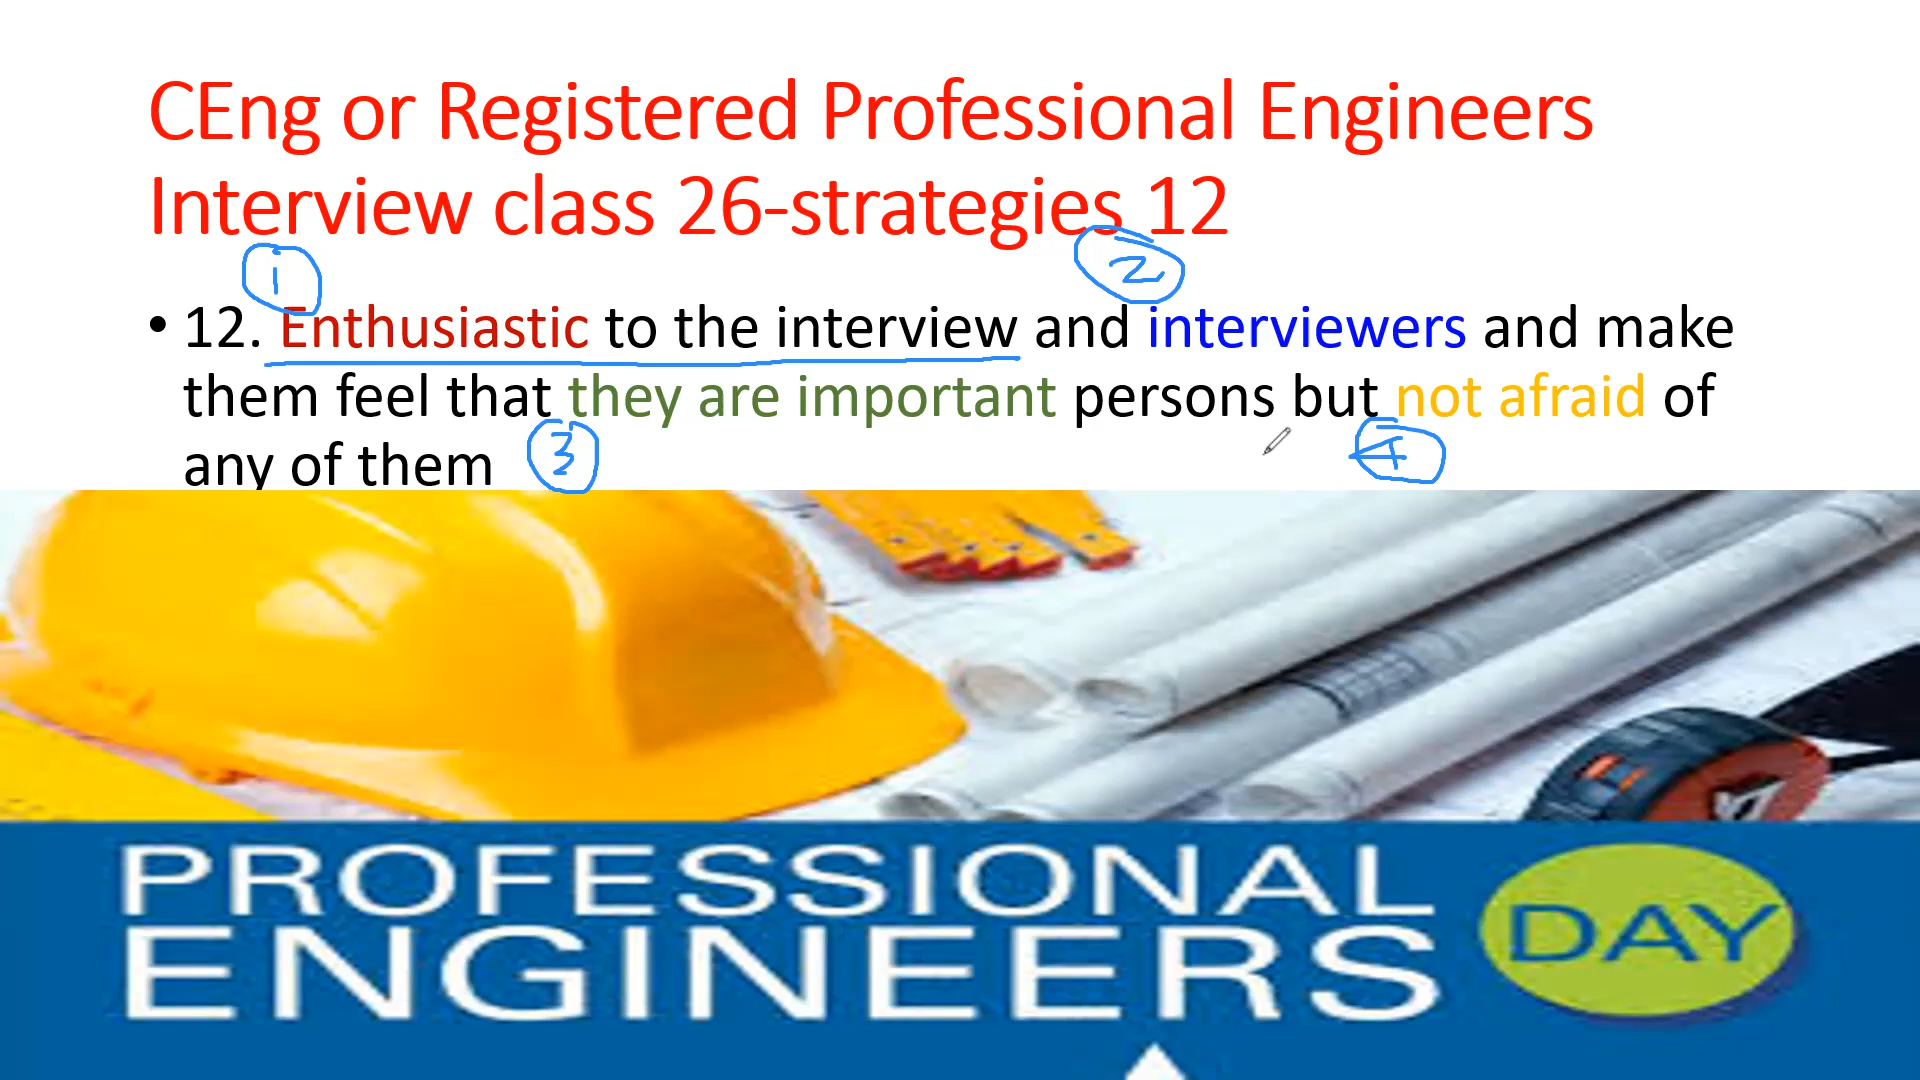 CEng or Registered Professional Engineers
Interview class 26-strategies 12
1
2
• 12. Enthusiastic to the interview and interviewers and make
them feel that they are important persons but not afraid of
any of them
3
4
PROFESSIONAL
ENGINEERS
DAY